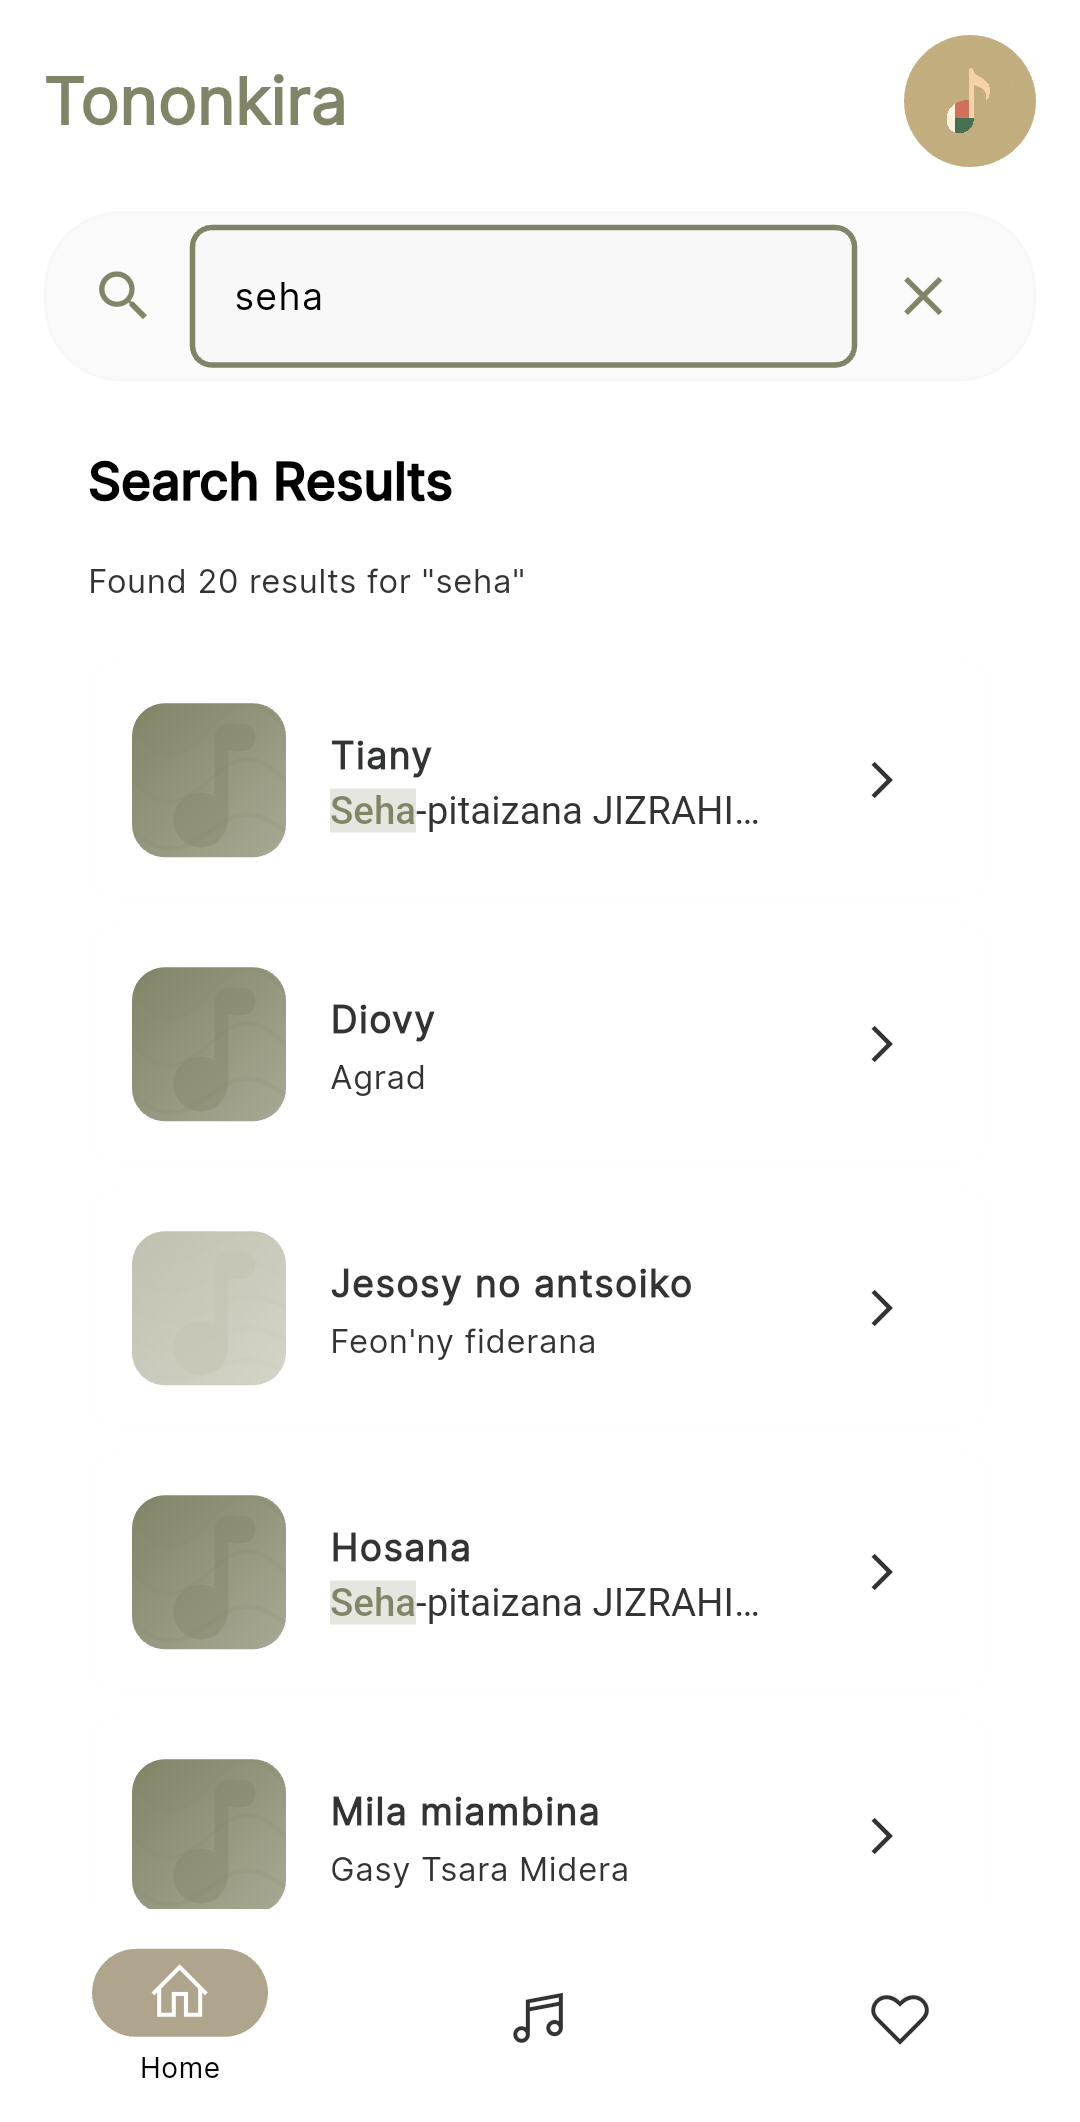 Tononkira
seha
Search Results
Found 20 results for "seha"
Tiany
Seha-pitaizana JIZRAHI...
Diovy
Agrad
Jesosy no antsoiko
Feon'ny fiderana
Hosana
Seha-pitaizana JIZRAHI...
Mila miambina
Gasy Tsara Midera
Home